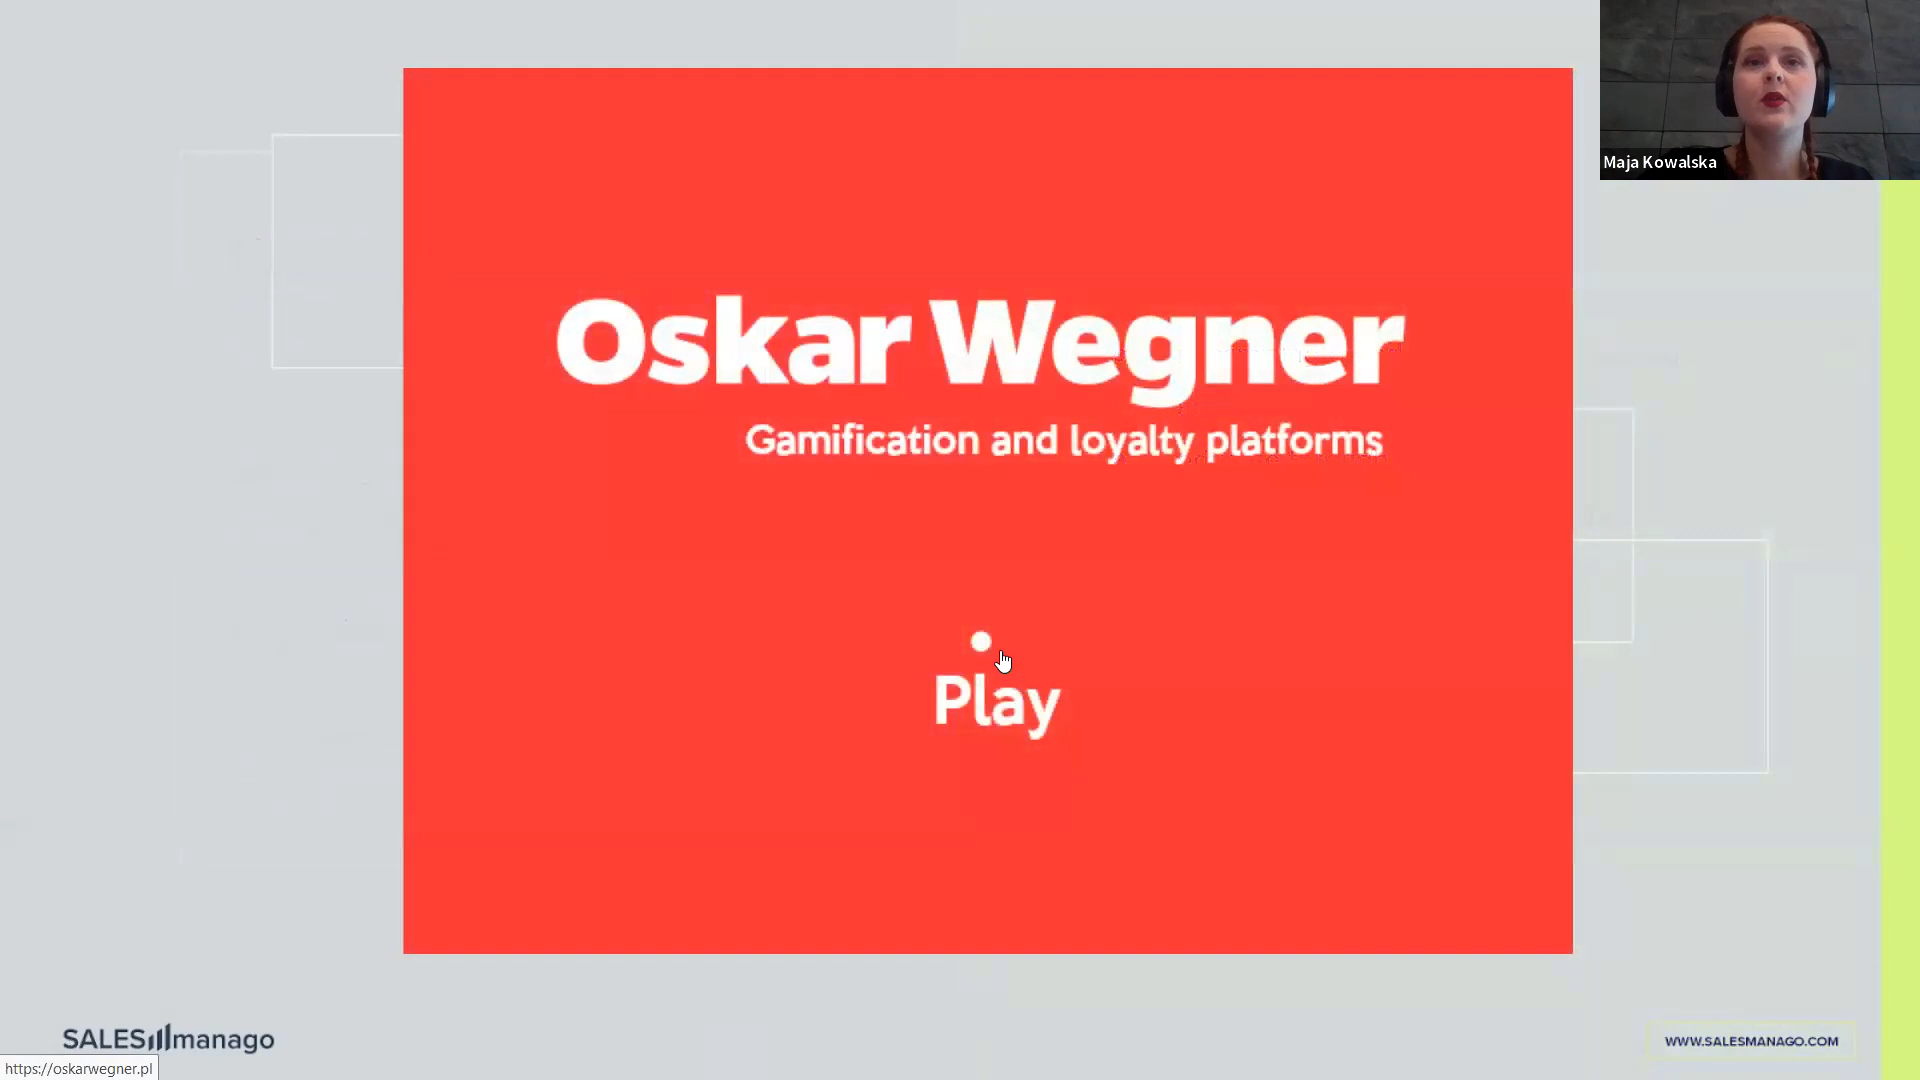 Maja Kowalska
Oskar Wegner
Gamification and loyalty platforms
Play
SALESmanago
WWW.SALESMANAGO.COM
https://oskarwegner.pl